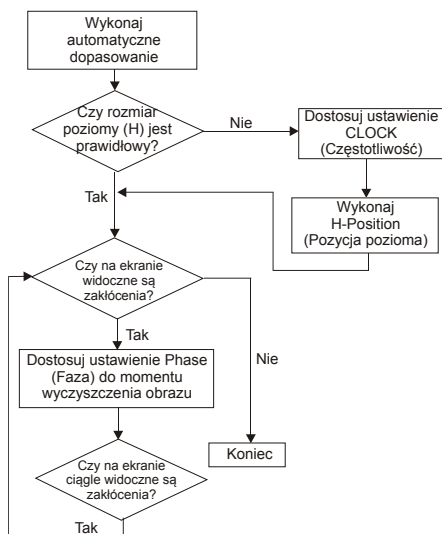 Wykonaj
automatyczne
dopasowanie
Czy rozmiar
poziomy (H) jest
prawidłowy?
Nie
Dostosuj ustawienie
CLOCK
(Częstotliwość)
Tak
Wykonaj
H-Position
(Pozycja pozioma)
Czy na ekranie
widoczne są
zakłócenia?
Tak
Nie
Dostosuj ustawienie Phase
(Faza) do momentu
wyczyszczenia obrazu
Koniec
Czy na ekranie
ciągle widoczne są
zakłócenia?
Tak